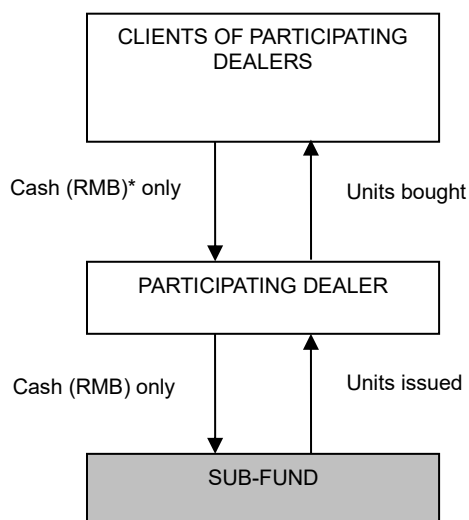 CLIENTS OF PARTICIPATING
DEALERS
Cash (RMB)* only
Units bought
PARTICIPATING DEALER
Cash (RMB) only
Units issued
SUB-FUND